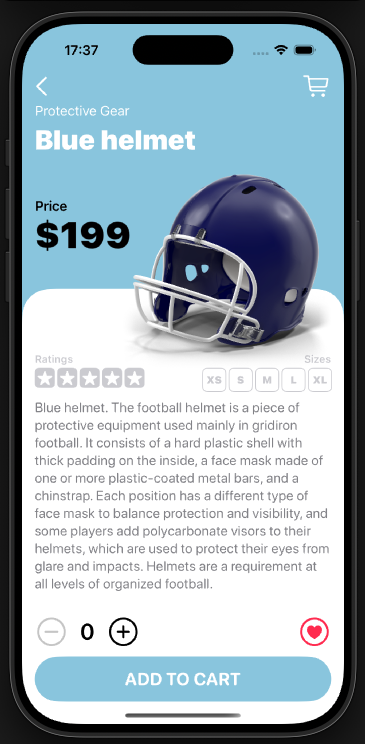 17:37
Protective Gear
Blue helmet
Price
$199
Ratings
Sizes
XS S M L XL
Blue helmet. The football helmet is a piece of
protective equipment used mainly in gridiron
football. It consists of a hard plastic shell with
thick padding on the inside, a face mask made of
one or more plastic-coated metal bars, and a
chinstrap. Each position has a different type of
face mask to balance protection and visibility, and
some players add polycarbonate visors to their
helmets, which are used to protect their eyes from
glare and impacts. Helmets are a requirement at
all levels of organized football.
0
ADD TO CART